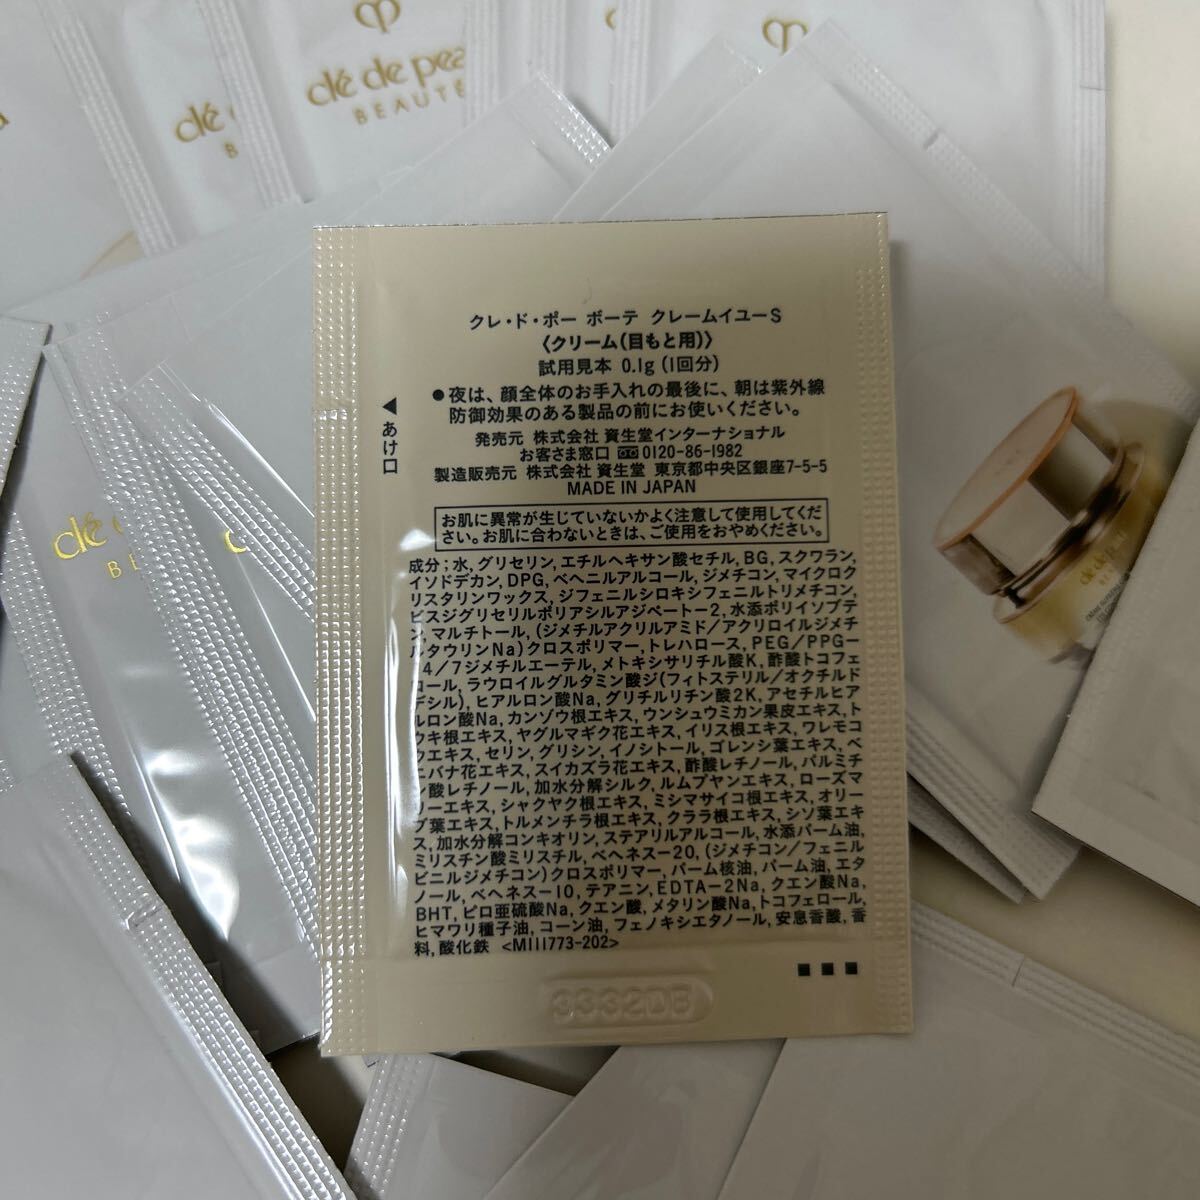 clé de pea
BEAUTÉ
clé
B
クレ・ド・ポー ボーテ クレームイユーS
〈クリーム(目もと用)〉
試用見本 0.1g (1回分)
●夜は、顔全体のお手入れの最後に、朝は紫外線
防御効果のある製品の前にお使いください。
◀あけ口
発売元 株式会社 資生堂インターナショナル
お客さま窓口 0120-86-1982
製造販売元 株式会社 資生堂 東京都中央区銀座7-5-5
MADE IN JAPAN
お肌に異常が生じていないかよく注意して使用してくだ
さい。お肌に合わないときは、ご使用をおやめください。
成分;水,グリセリン,エチルヘキサン酸セチル,BG,スクワラン,
イソドデカン,DPG,ベヘニルアルコール,ジメチコン,マイクロク
リスタリンワックス,ジフェニルシロキシフェニルトリメチコン,
ビスジグリセリルポリアシルアジペート-2,水添ポリイソブテ
ン,マルチトール,(ジメチルアクリルアミド/アクリロイルジメチ
ルタウリンNa)クロスポリマー,トレハロース,PEG/PPG-
14/7ジメチルエーテル,メトキシサリチル酸K,酢酸トコフェ
ロール,ラウロイルグルタミン酸ジ(フィトステリル/オクチルド
デシル),ヒアルロン酸Na,グリチルリチン酸2K,アセチルヒア
ルロン酸Na,カンゾウ根エキス,ウンシュウミカン果皮エキス,ト
ウキ根エキス,ヤグルマギク花エキス,イリス根エキス,ワレモコ
ウエキス,セリン,グリシン,イノシトール,ゴレンシ葉エキス,ベ
ニバナ花エキス,スイカズラ花エキス,酢酸レチノール,パルミチ
ン酸レチノール,加水分解シルク,ルムプヤンエキス,ローズマ
リーエキス,シャクヤク根エキス,ミシマサイコ根エキス,オリー
ブ葉エキス,トルメンチラ根エキス,クララ根エキス,シソ葉エキ
ス,加水分解コンキオリン,ステアリルアルコール,水添パーム油,
ミリスチン酸ミリスチル,ベヘネス-20,(ジメチコン/フェニル
ビニルジメチコン)クロスポリマー,パーム核油,パーム油,エタ
ノール,ベヘネス-10,テアニン,EDTA-2Na,クエン酸Na,
BHT,ピロ亜硫酸Na,クエン酸,メタリン酸Na,トコフェロール,
ヒマワリ種子油,コーン油,フェノキシエタノール,安息香酸,香
料,酸化鉄 <M111773-202>
3332DB
clé d
BE